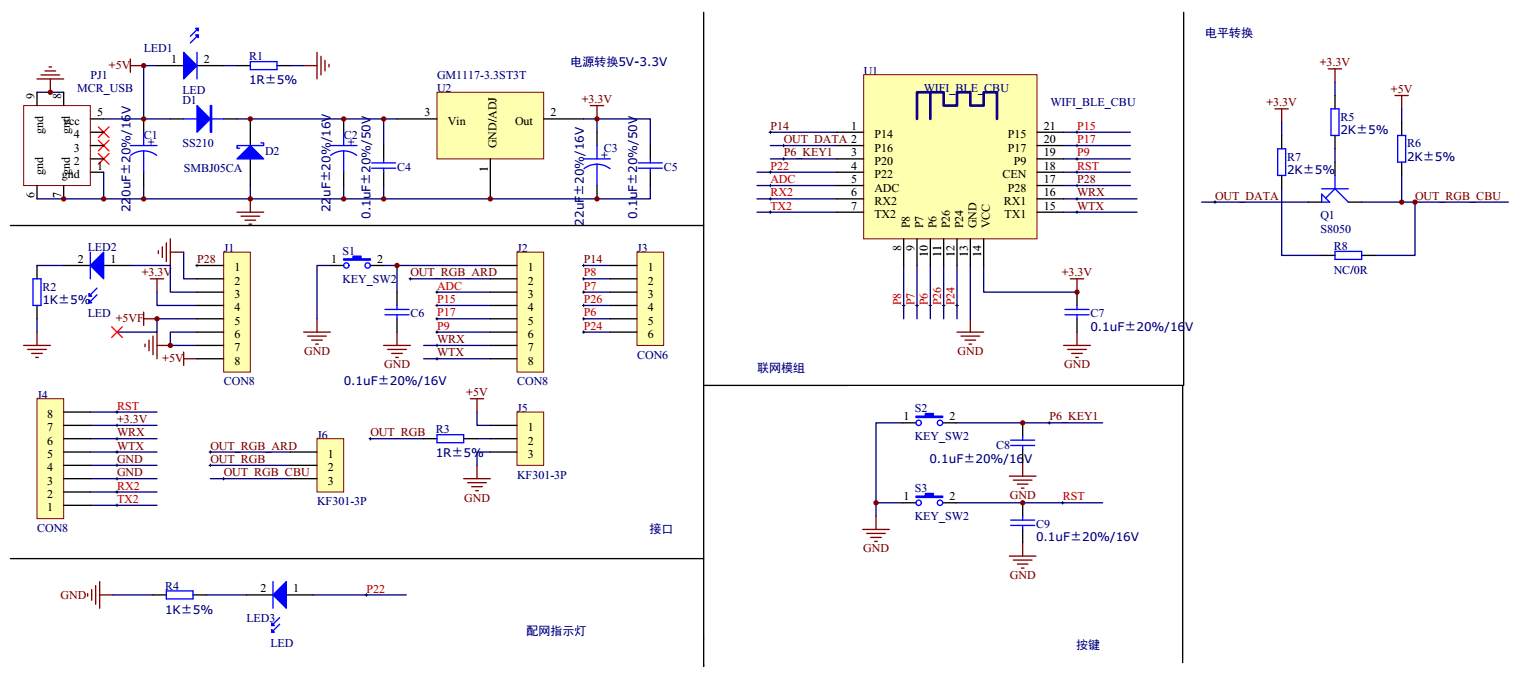 电源转换5V-3.3V
LED1
1
2
LED
R1
1R±5%
+5V
PJ1
MCR_USB
9
8
gnd
gnd
vcc
5
4
3
2
1
gnd
gnd
gnd
6
7
C1
220uF±20%/16V
D1
SS210
D2
SMBJ05CA
C2
22uF±20%/16V
C4
0.1uF±20%/50V
GM1117-3.3ST3T
U2
3
Vin
GND/ADJ
Out
2
1
+3.3V
C3
22uF±20%/16V
C5
0.1uF±20%/50V
LED2
2
1
LED
R2
1K±5%
P28
+3.3V
+5VF
+5V
J1
1
2
3
4
5
6
7
8
CON8
S1
1
2
KEY_SW2
GND
C6
GND
0.1uF±20%/16V
OUT_RGB_ARD
ADC
P15
P17
P9
WRX
WTX
J2
1
2
3
4
5
6
7
8
CON8
J3
P14
P8
P7
P26
P6
P24
1
2
3
4
5
6
CON6
J4
8
7
6
5
4
3
2
1
RST
+3.3V
WRX
WTX
GND
GND
RX2
TX2
CON8
J6
OUT_RGB_ARD
OUT_RGB
OUT_RGB_CBU
1
2
3
KF301-3P
+5V
OUT_RGB
R3
1R±5%
GND
J5
1
2
3
KF301-3P
接口
GND
R4
1K±5%
2
1
LED3
LED
P22
配网指示灯
U1
WIFI_BLE_CBU
WIFI_BLE_CBU
P14
OUT_DATA
P6_KEY1
P22
ADC
RX2
TX2
1
2
3
4
5
6
7
P14
P16
P20
P22
ADC
RX2
TX2
P15
P17
P9
CEN
P28
RX1
TX1
21
20
19
18
17
16
15
P15
P17
P9
RST
P28
WRX
WTX
P8
P7
P6
P26
P24
GND
VCC
8
9
10
11
12
13
14
P8
P7
P6
P26
P24
GND
+3.3V
C7
0.1uF±20%/16V
GND
联网模组
S2
1
2
KEY_SW2
P6_KEY1
C8
0.1uF±20%/16V
GND
S3
1
2
KEY_SW2
RST
C9
0.1uF±20%/16V
GND
GND
按键
电平转换
+3.3V
R5
2K±5%
+3.3V
R7
2K±5%
+5V
R6
2K±5%
OUT_DATA
Q1
S8050
OUT_RGB_CBU
R8
NC/0R